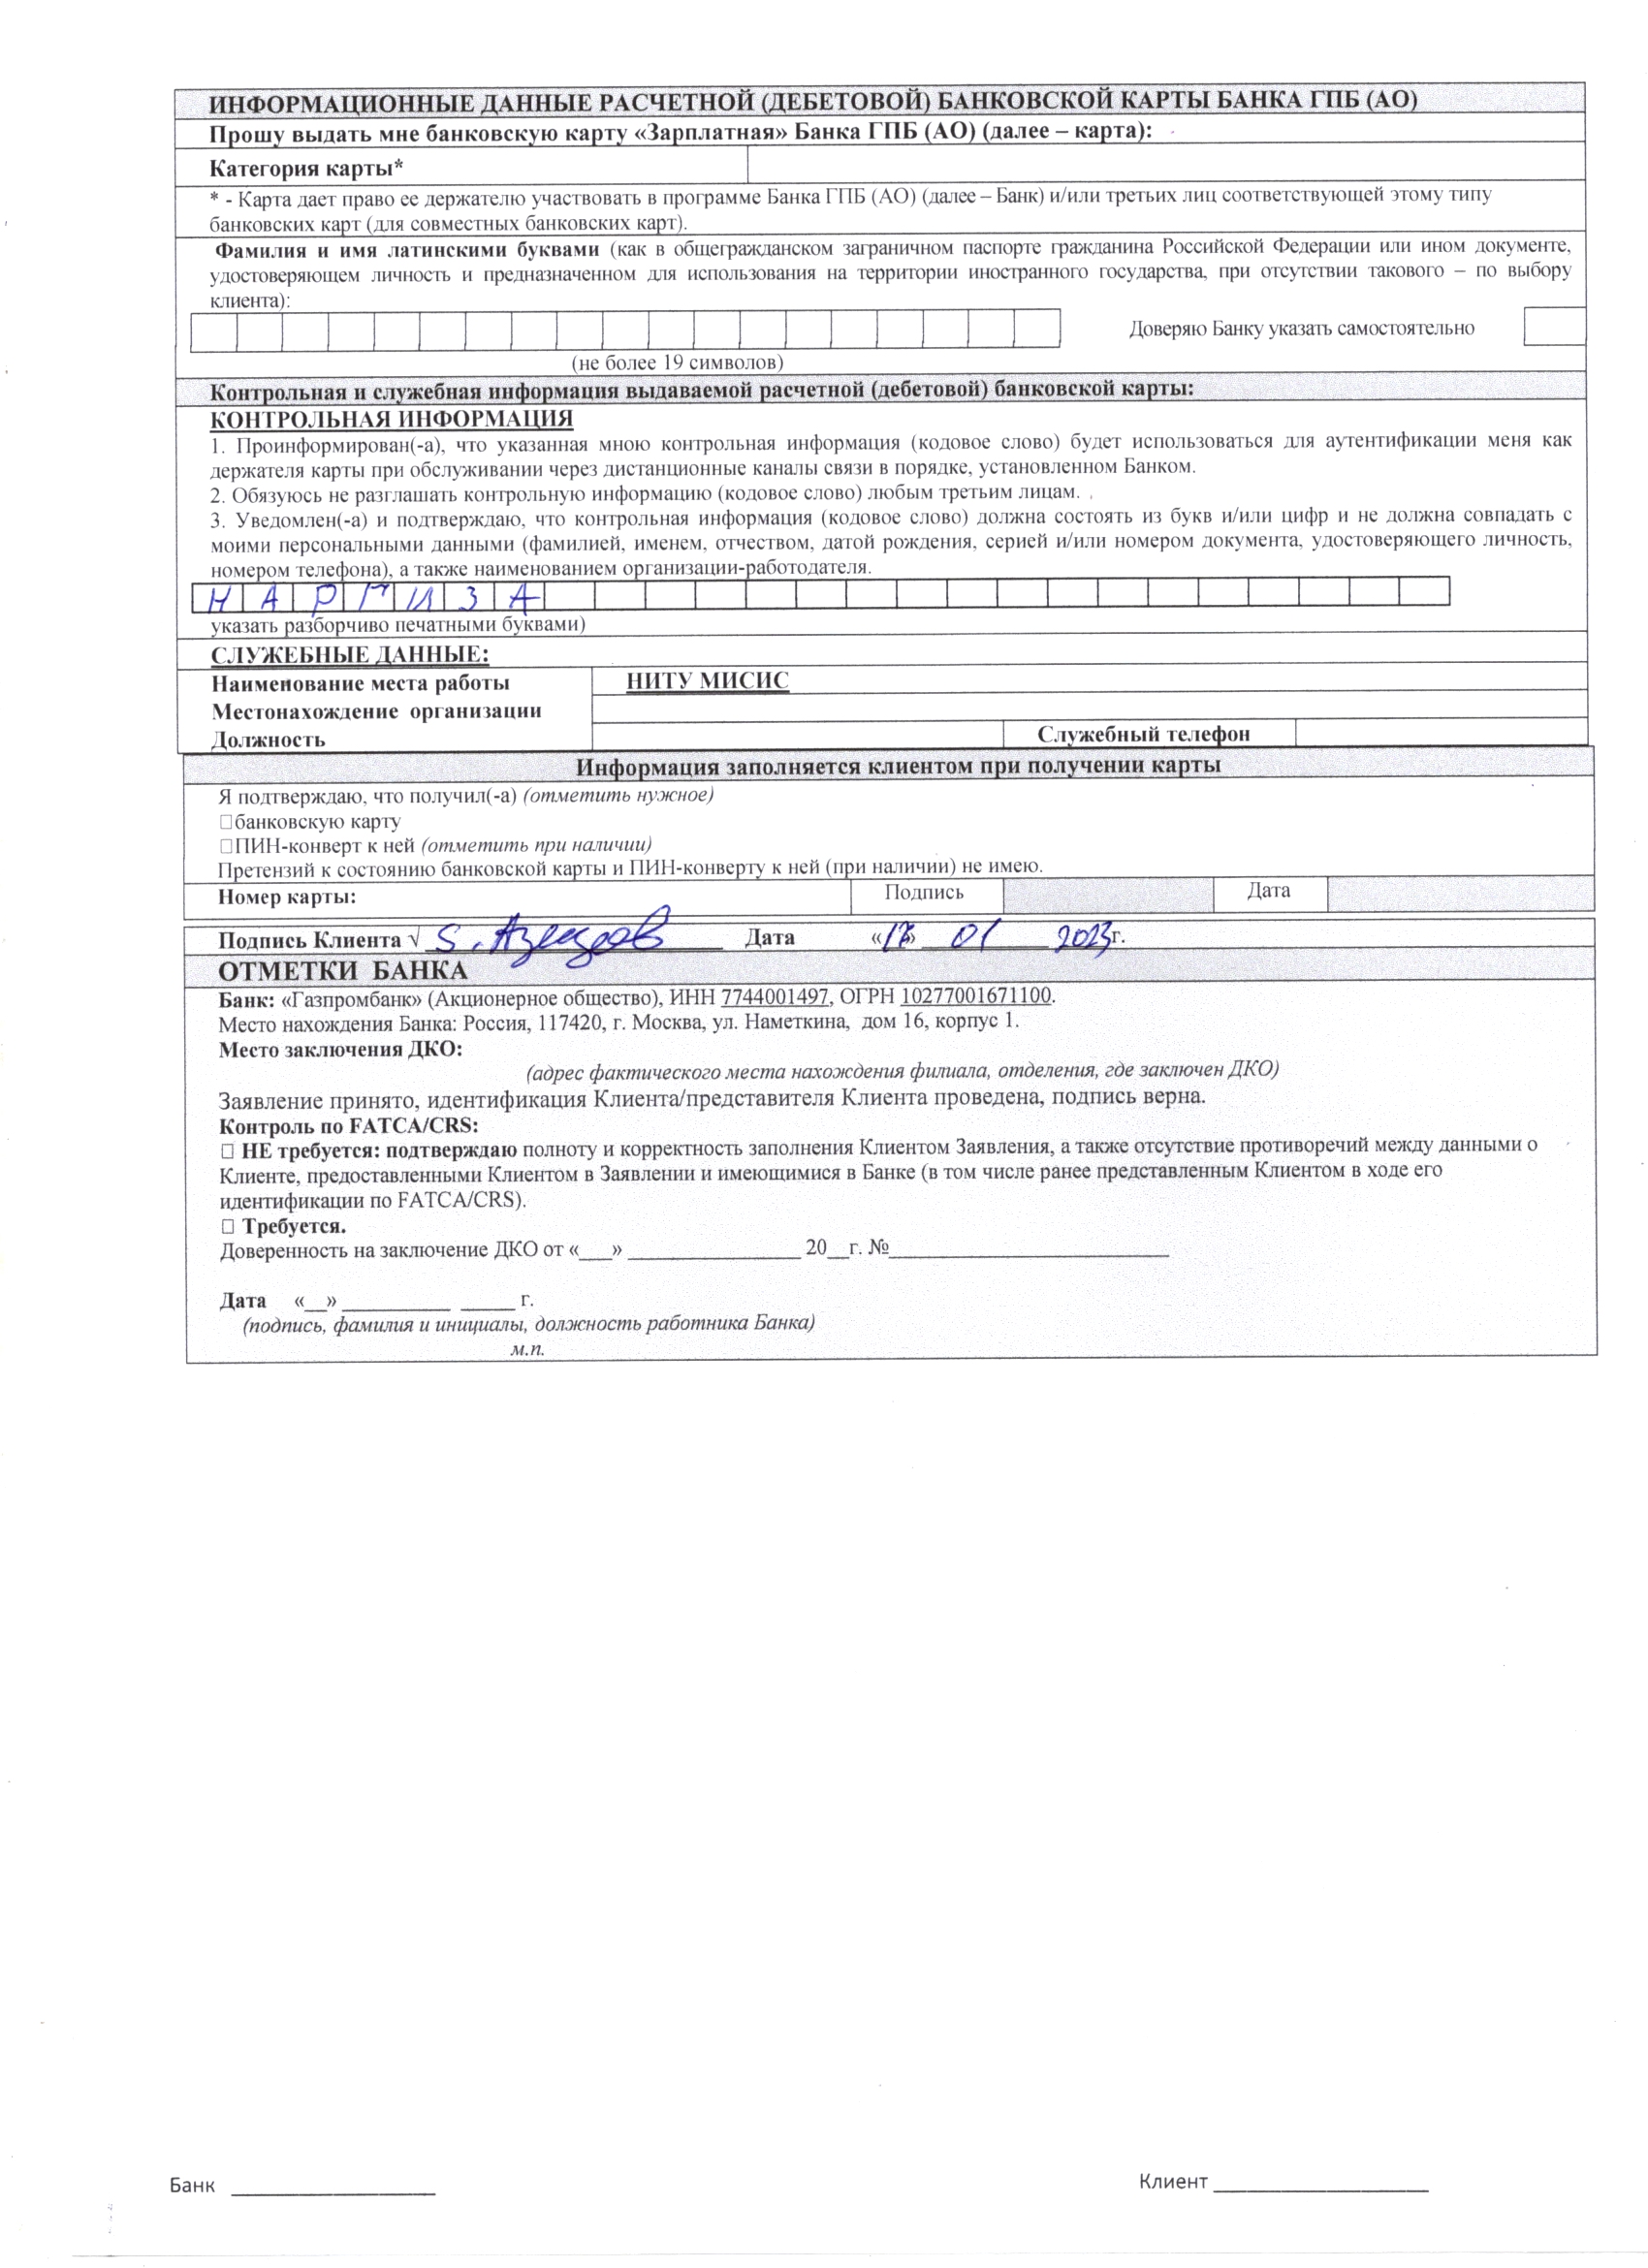 ИНФОРМАЦИОННЫЕ ДАННЫЕ РАСЧЕТНОЙ (ДЕБЕТОВОЙ) БАНКОВСКОЙ КАРТЫ БАНКА ГПБ (АО)
Прошу выдать мне банковскую карту «Зарплатная» Банка ГПБ (АО) (далее – карта):
Категория карты*
* - Карта дает право ее держателю участвовать в программе Банка ГПБ (АО) (далее – Банк) и/или третьих лиц соответствующей этому типу
банковских карт (для совместных банковских карт).
Фамилия и имя латинскими буквами (как в общегражданском заграничном паспорте гражданина Российской Федерации или ином документе,
удостоверяющем личность и предназначенном для использования на территории иностранного государства, при отсутствии такового – по выбору
клиента):
Доверяю Банку указать самостоятельно
(не более 19 символов)
Контрольная и служебная информация выдаваемой расчетной (дебетовой) банковской карты:
КОНТРОЛЬНАЯ ИНФОРМАЦИЯ
1. Проинформирован(-а), что указанная мною контрольная информация (кодовое слово) будет использоваться для аутентификации меня как
держателя карты при обслуживании через дистанционные каналы связи в порядке, установленном Банком.
2. Обязуюсь не разглашать контрольную информацию (кодовое слово) любым третьим лицам.
3. Уведомлен(-а) и подтверждаю, что контрольная информация (кодовое слово) должна состоять из букв и/или цифр и не должна совпадать с
моими персональными данными (фамилией, именем, отчеством, датой рождения, серией и/или номером документа, удостоверяющего личность,
номером телефона), а также наименованием организации-работодателя.
НАРГИЗА
указать разборчиво печатными буквами)
СЛУЖЕБНЫЕ ДАННЫЕ:
Наименование места работы НИТУ МИСИС
Местонахождение организации
Должность Служебный телефон
Информация заполняется клиентом при получении карты
Я подтверждаю, что получил(-а) (отметить нужное)
□банковскую карту
□ПИН-конверт к ней (отметить при наличии)
Претензий к состоянию банковской карты и ПИН-конверту к ней (при наличии) не имею.
Номер карты: Подпись Дата
Подпись Клиента √ S. Дата «17» 01 2023г.
ОТМЕТКИ БАНКА
Банк: «Газпромбанк» (Акционерное общество), ИНН 7744001497, ОГРН 10277001671100.
Место нахождения Банка: Россия, 117420, г. Москва, ул. Наметкина, дом 16, корпус 1.
Место заключения ДКО:
(адрес фактического места нахождения филиала, отделения, где заключен ДКО)
Заявление принято, идентификация Клиента/представителя Клиента проведена, подпись верна.
Контроль по FATCA/CRS:
□ НЕ требуется: подтверждаю полноту и корректность заполнения Клиентом Заявления, а также отсутствие противоречий между данными о
Клиенте, предоставленными Клиентом в Заявлении и имеющимися в Банке (в том числе ранее представленным Клиентом в ходе его
идентификации по FATCA/CRS).
□ Требуется.
Доверенность на заключение ДКО от «___» ________________ 20__г. №__________________________
Дата «__» __________ _____ г.
(подпись, фамилия и инициалы, должность работника Банка)
м.п.
Банк ___________________ Клиент ____________________